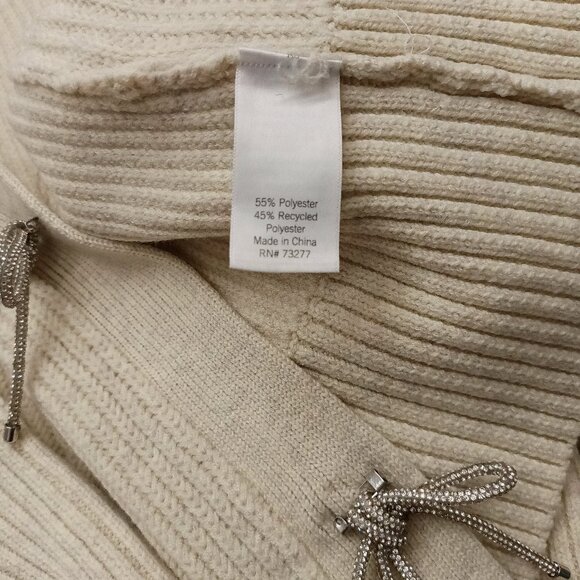 55% Polyester
45% Recycled
Polyester
Made in China
RN# 73277